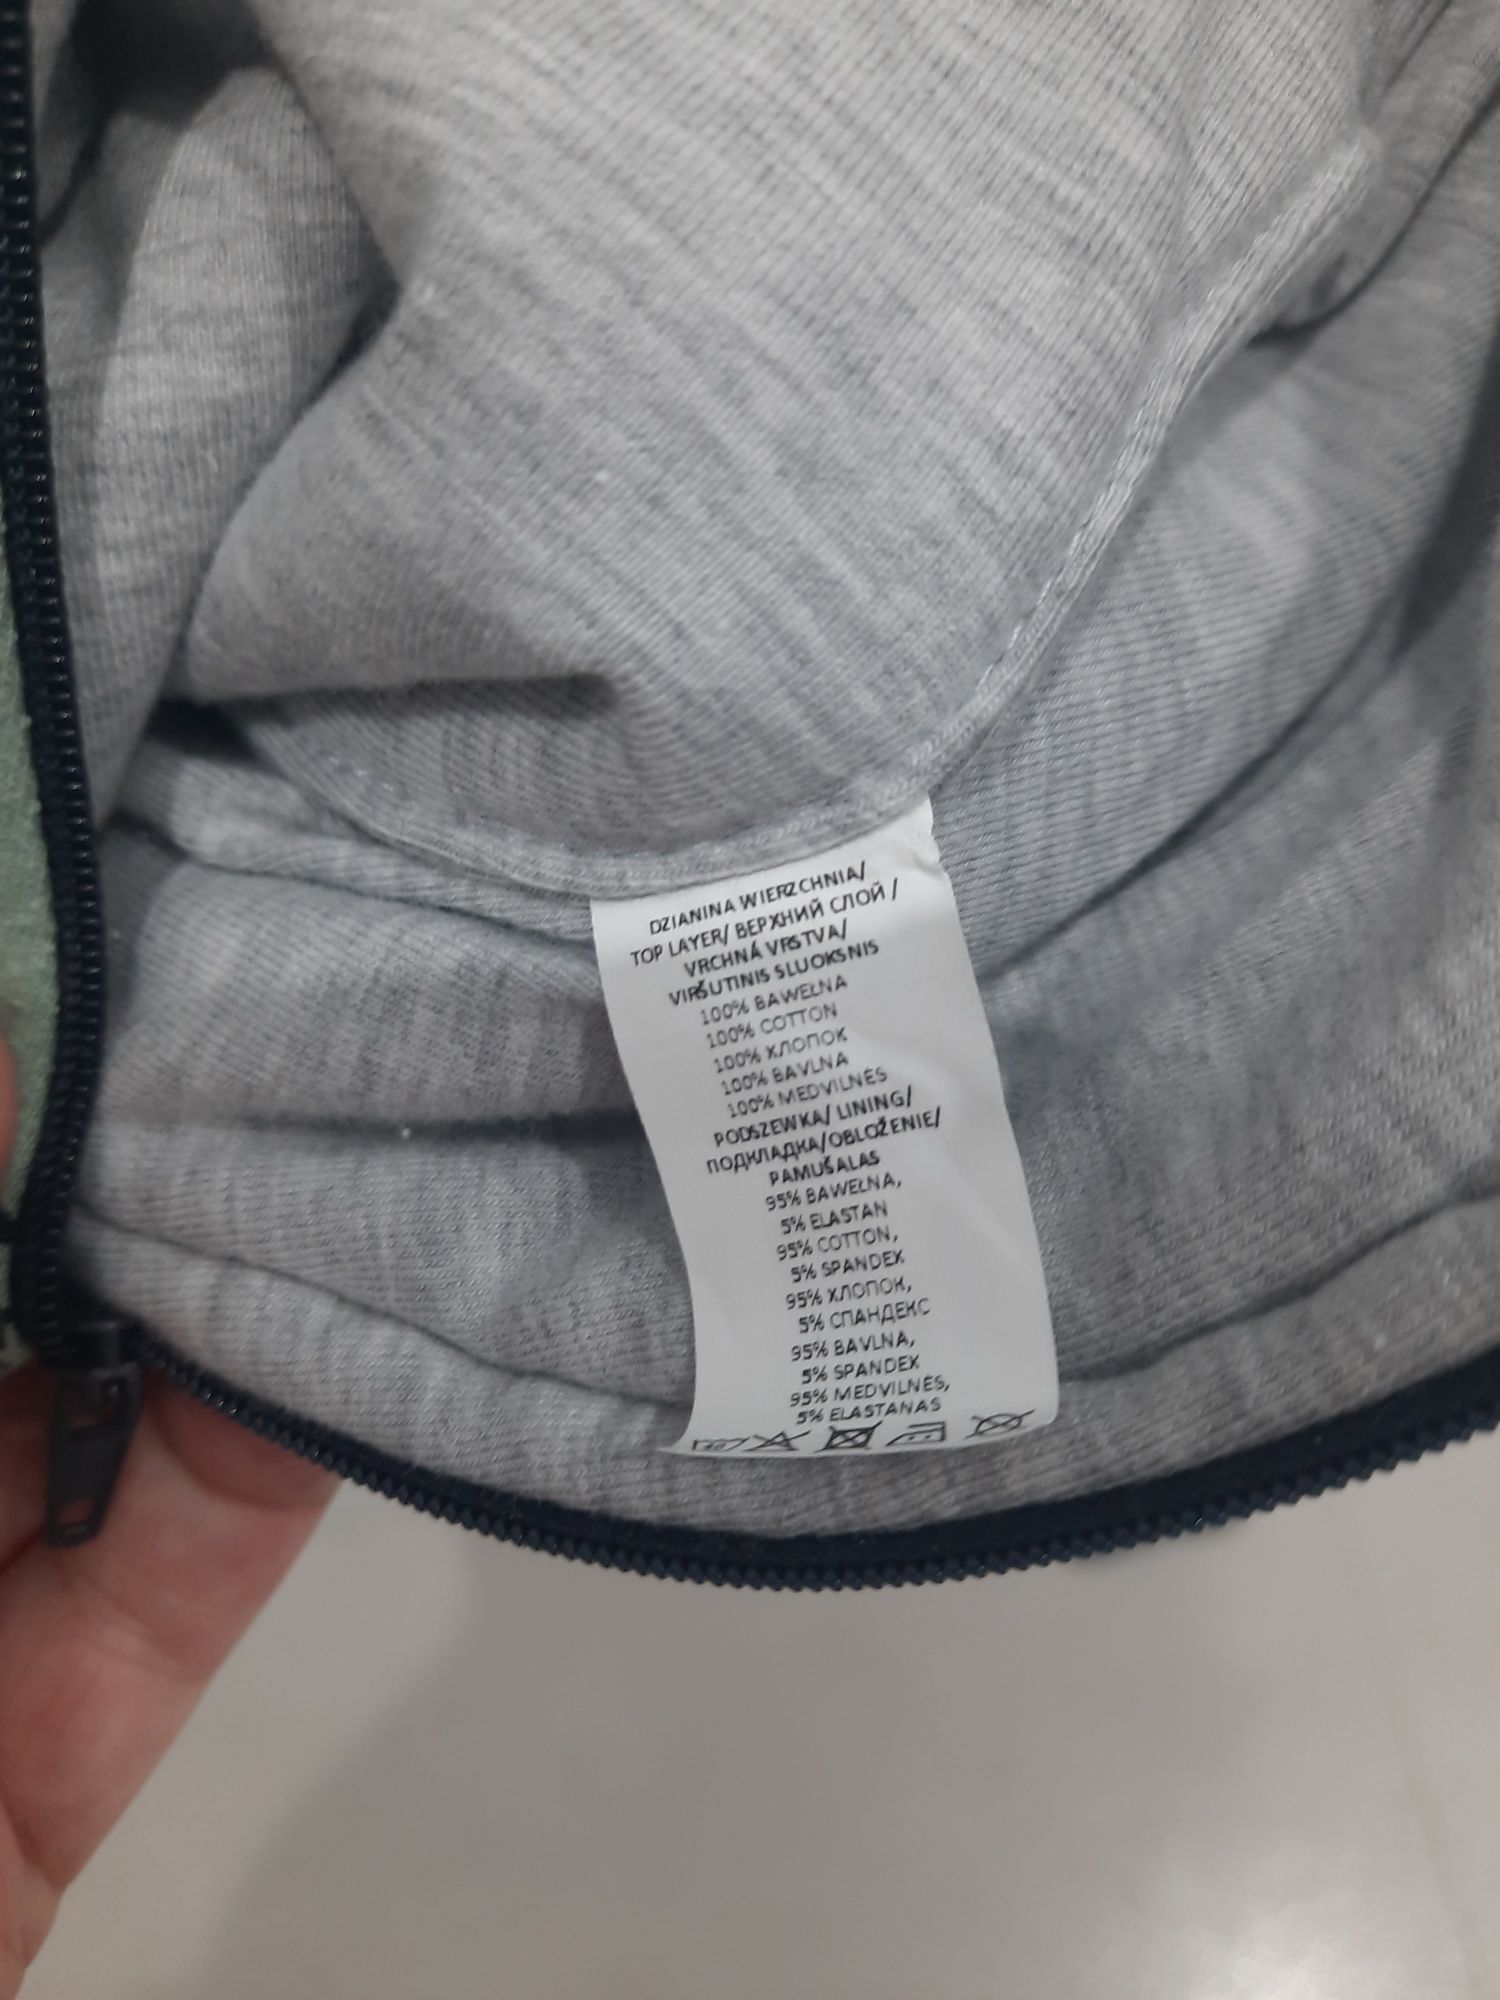 DZIANINA WIERZCHNIA/
TOP LAYER/ ВЕРХНИЙ СЛОЙ /
VRCHNÁ VRSTVA/
VIRŠUTINIS SLUOKSNIS
100% BAWEŁNA
100% COTTON
100% ХЛОПОК
100% BAVLNA
100% MEDVILNĖS
PODSZEWKA/ LINING/
ПОДКЛАДКА/OBLOŽENIE/
PAMUŠALAS
95% BAWEŁNA,
5% ELASTAN
95% COTTON,
5% SPANDEX
95% ХЛОПОК,
5% СПАНДЕКС
95% BAVLNA,
5% SPANDEX
95% MEDVILNĖS,
5% ELASTANAS